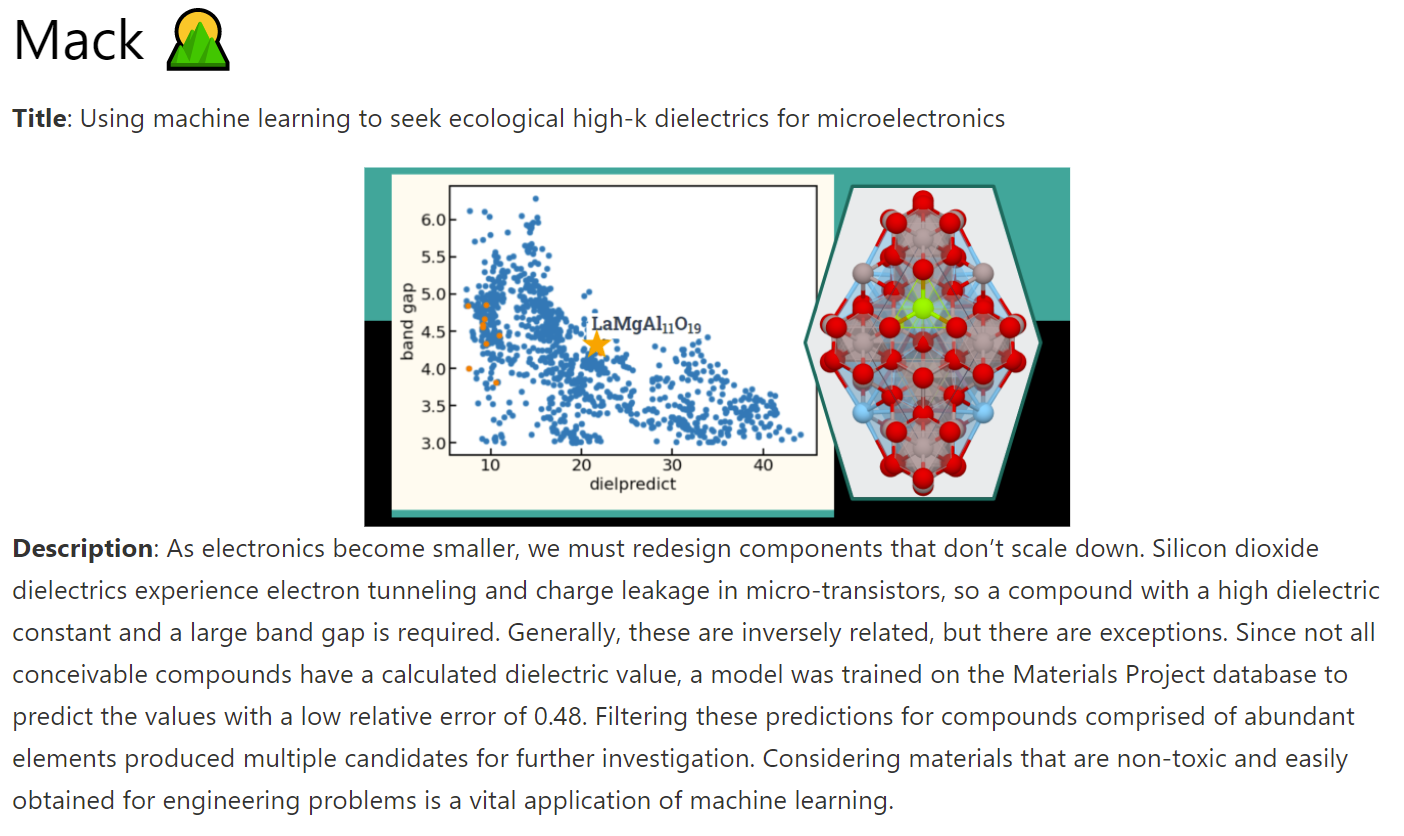 Mack
Title: Using machine learning to seek ecological high-k dielectrics for microelectronics
6.0
5.5
5.0
4.5
4.0
3.5
3.0
band gap
LaMgAl₁₁O₁₉
10 20 30 40
dielpredict
Description: As electronics become smaller, we must redesign components that don’t scale down. Silicon dioxide
dielectrics experience electron tunneling and charge leakage in micro-transistors, so a compound with a high dielectric
constant and a large band gap is required. Generally, these are inversely related, but there are exceptions. Since not all
conceivable compounds have a calculated dielectric value, a model was trained on the Materials Project database to
predict the values with a low relative error of 0.48. Filtering these predictions for compounds comprised of abundant
elements produced multiple candidates for further investigation. Considering materials that are non-toxic and easily
obtained for engineering problems is a vital application of machine learning.